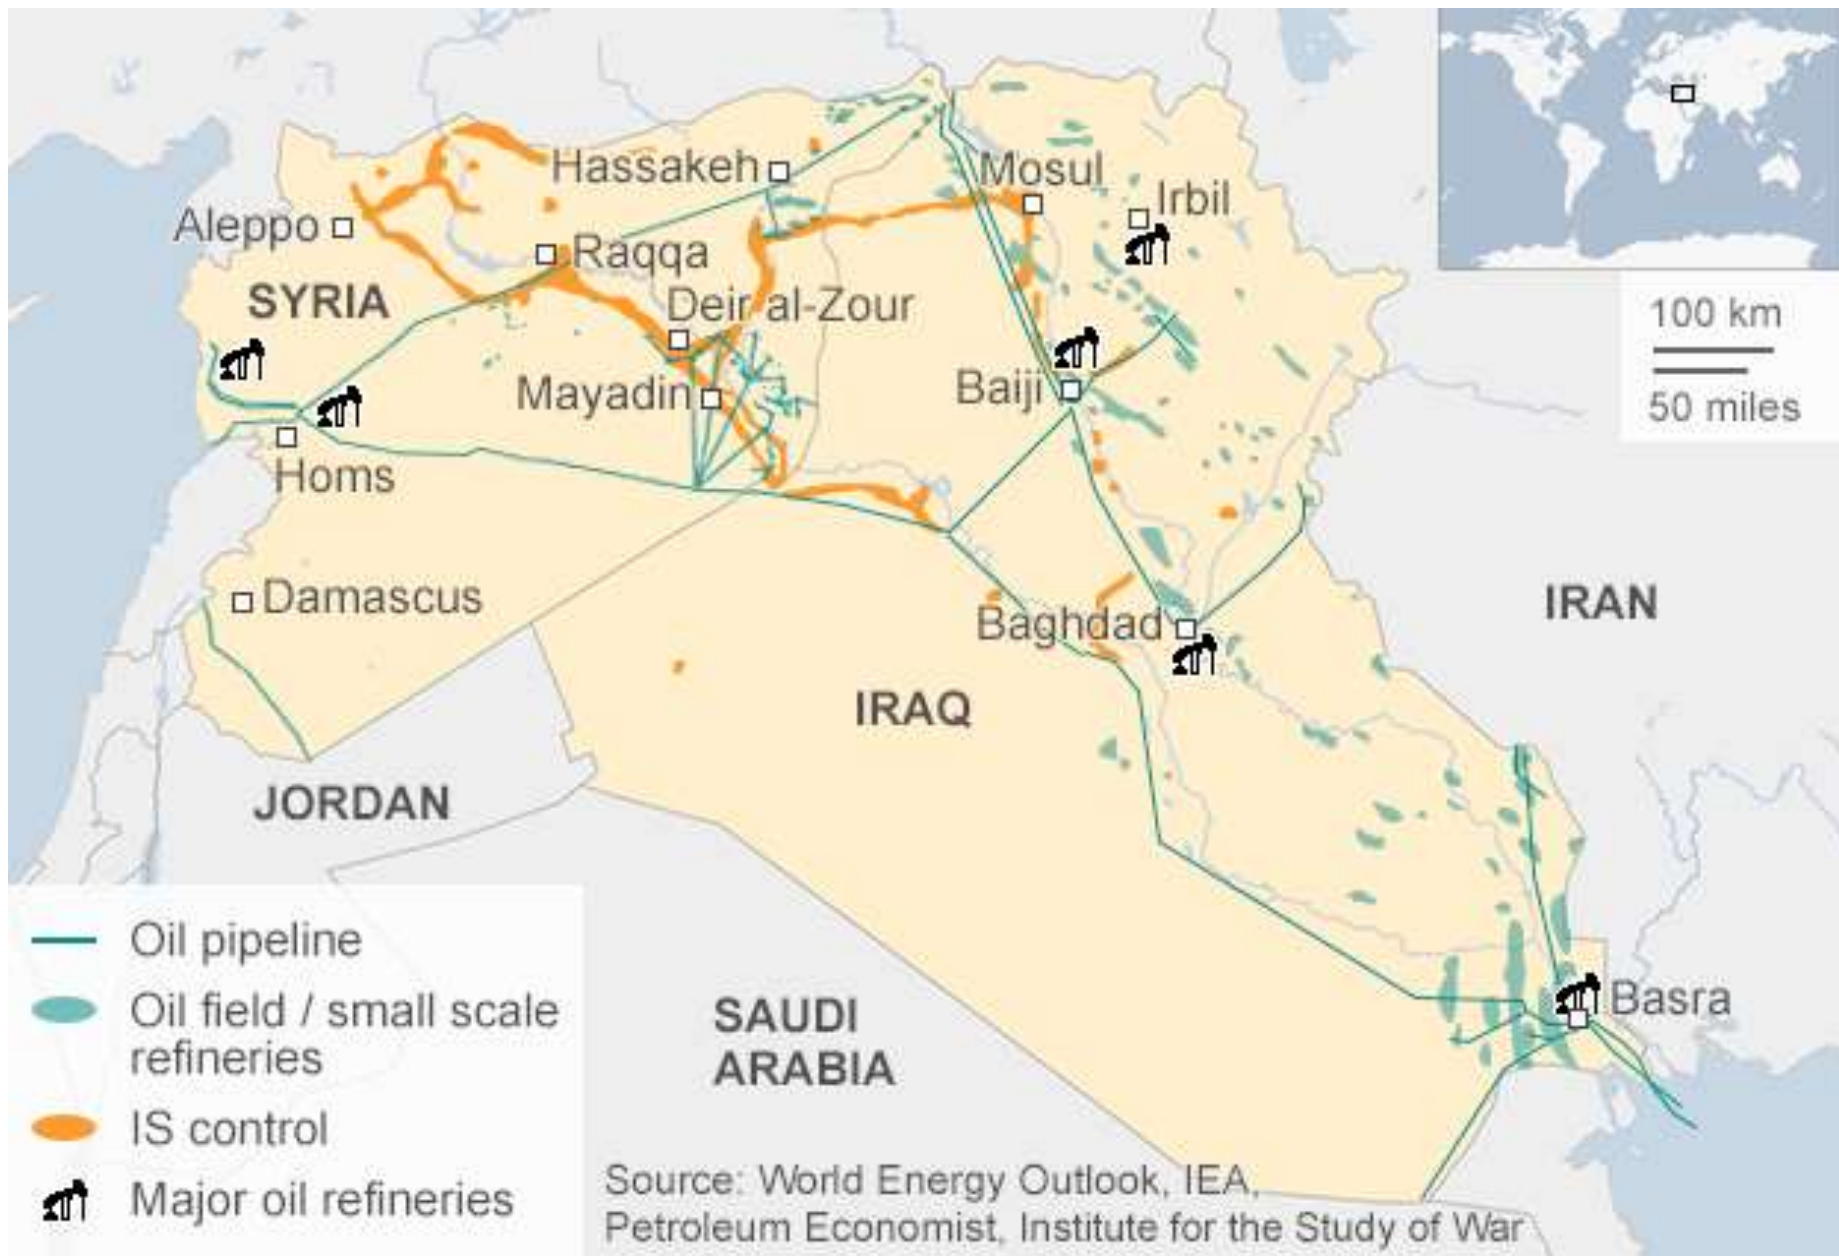 Hassakeh
Mosul
Irbil
Aleppo
Raqqa
SYRIA
Deir al-Zour
100 km
Mayadin
Baiji
50 miles
Homs
Damascus
Baghdad
IRAN
IRAQ
JORDAN
Oil pipeline
Oil field / small scale
refineries
IS control
Major oil refineries
SAUDI
ARABIA
Basra
Source: World Energy Outlook, IEA,
Petroleum Economist, Institute for the Study of War